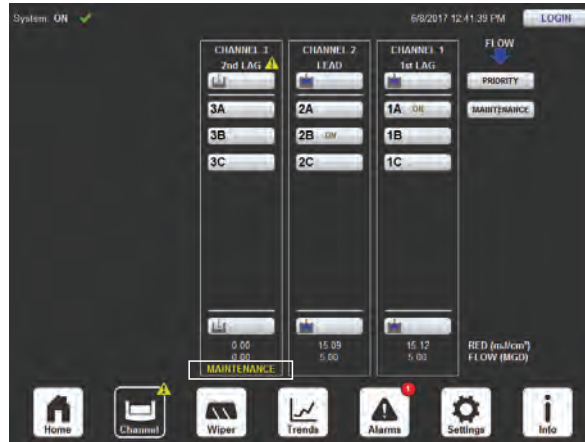 System: ON
6/8/2017 12:41:39 PM
LOGIN
CHANNEL 3
2nd LAG
CHANNEL 2
LEAD
CHANNEL 1
1st LAG
FLOW
PRIORITY
MAINTENANCE
3A
2A
1A ON
3B
2B ON
1B
3C
2C
1C
0.00
15.09
15.12
RED (mJ/cm²)
0.00
5.00
5.00
FLOW (MGD)
MAINTENANCE
1
Home
Channel
Wiper
Trends
Alarms
Settings
Info